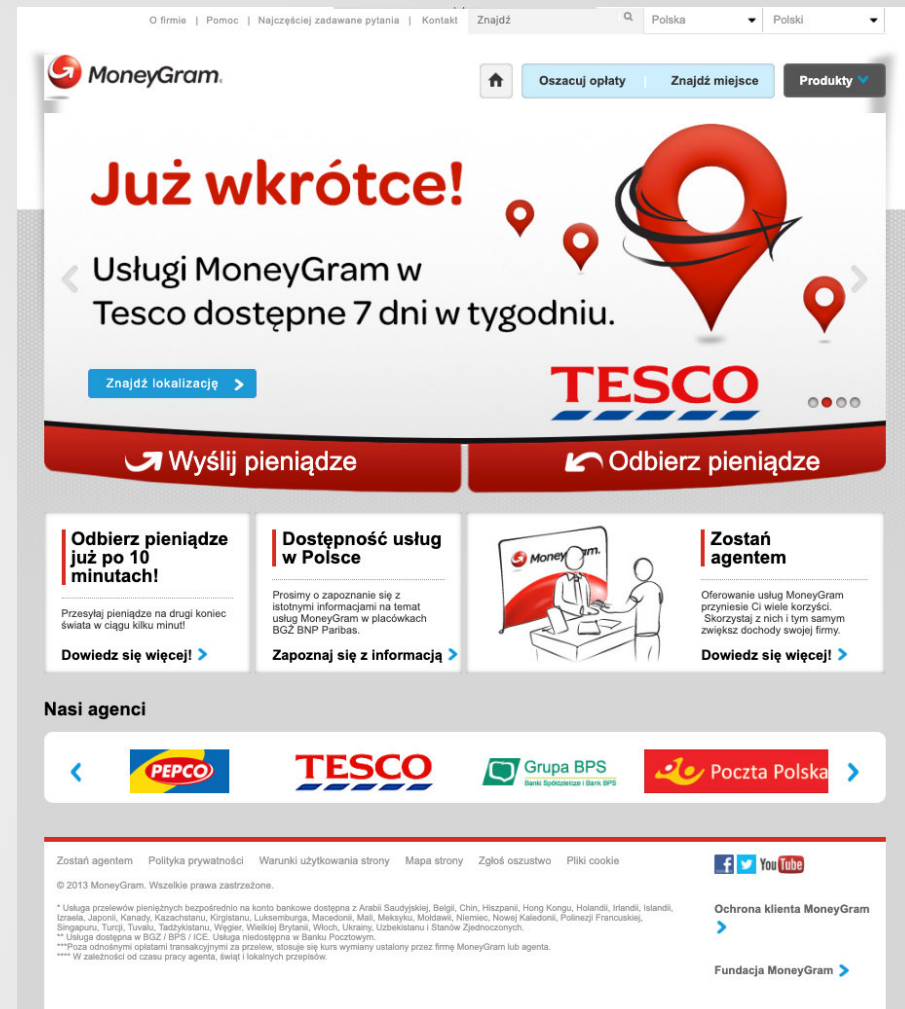 O firmie | Pomoc | Najczęściej zadawane pytania | Kontakt Znajdź Polska Polski
MoneyGram.
Oszacuj opłaty Znajdź miejsce Produkty
Już wkrótce!
Usługi MoneyGram w
Tesco dostępne 7 dni w tygodniu.
Znajdź lokalizację
TESCO
Wyślij pieniądze Odbierz pieniądze
Odbierz pieniądze
już po 10
minutach!
Przesyłaj pieniądze na drugi koniec
świata w ciągu kilku minut!
Dowiedz się więcej!
Dostępność usług
w Polsce
Prosimy o zapoznanie się z
istotnymi informacjami na temat
usług MoneyGram w placówkach
BGŻ BNP Paribas.
Zapoznaj się z informacją
Zostań
agentem
Oferowanie usług MoneyGram
przyniesie Ci wiele korzyści.
Skorzystaj z nich i tym samym
zwiększ dochody swojej firmy.
Dowiedz się więcej!
Nasi agenci
PEPCO TESCO Grupa BPS Poczta Polska
Banki Spółdzielcze i Bank BPS
Zostań agentem Polityka prywatności Warunki użytkowania strony Mapa strony Zgłoś oszustwo Pliki cookie
© 2013 MoneyGram. Wszelkie prawa zastrzeżone.
* Usługa przelewów pieniężnych bezpośrednio na konto bankowe dostępna z Arabii Saudyjskiej, Belgii, Chin, Hiszpanii, Hong Kongu, Holandii, Irlandii, Islandii,
Izraela, Japonii, Kanady, Kazachstanu, Kirgistanu, Luksemburga, Macedonii, Mali, Meksyku, Mołdawii, Niemiec, Nowej Kaledonii, Polinezji Francuskiej,
Singapuru, Turcji, Tuvalu, Tadżykistanu, Węgier, Wielkiej Brytanii, Włoch, Ukrainy, Uzbekistanu i Stanów Zjednoczonych.
** Usługa dostępna w BGŻ / BPS / ICE. Usługa niedostępna w Banku Pocztowym.
***Poza odnośnymi opłatami transakcyjnymi za przelew, stosuje się kurs wymiany ustalony przez firmę MoneyGram lub agenta.
**** W zależności od czasu pracy agenta, świąt i lokalnych przepisów.
You Tube
Ochrona klienta MoneyGram
Fundacja MoneyGram